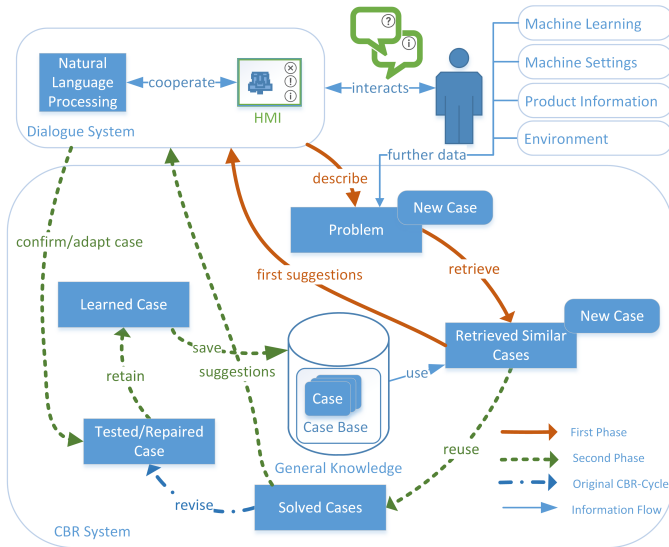 ?
i
Machine Learning
Machine Settings
Product Information
Environment
Natural
Language
Processing
cooperate
HMI
interacts
Dialogue System
further data
describe
New Case
Problem
confirm/adapt case
first suggestions
retrieve
Learned Case
New Case
Retrieved Similar
Cases
save
suggestions
use
retain
Case
Case Base
Tested/Repaired
Case
General Knowledge
reuse
First Phase
Second Phase
revise
Solved Cases
Original CBR-Cycle
Information Flow
CBR System